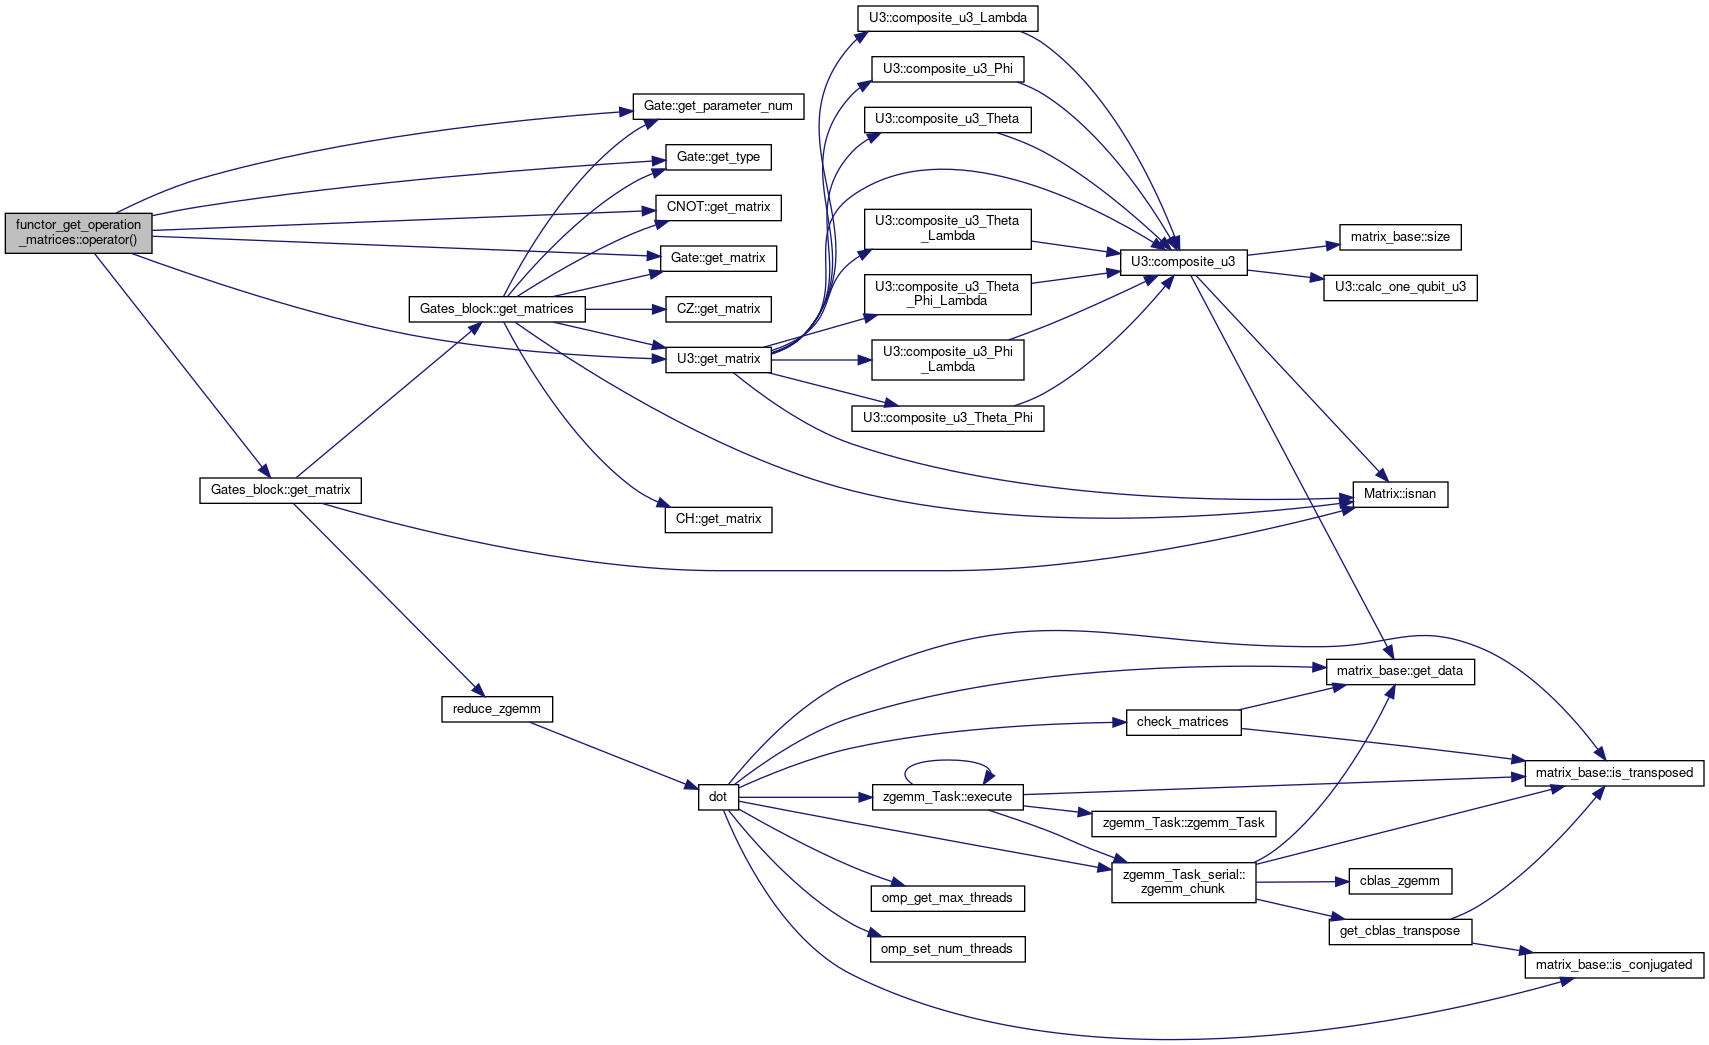 functor_get_operation
_matrices::operator()
Gate::get_parameter_num
Gate::get_type
CNOT::get_matrix
Gate::get_matrix
Gates_block::get_matrices
CZ::get_matrix
U3::get_matrix
Gates_block::get_matrix
CH::get_matrix
reduce_zgemm
U3::composite_u3_Lambda
U3::composite_u3_Phi
U3::composite_u3_Theta
U3::composite_u3_Theta
_Lambda
U3::composite_u3_Theta
_Phi_Lambda
U3::composite_u3_Phi
_Lambda
U3::composite_u3_Theta_Phi
U3::composite_u3
matrix_base::size
U3::calc_one_qubit_u3
Matrix::isnan
matrix_base::get_data
check_matrices
matrix_base::is_transposed
dot
zgemm_Task::execute
zgemm_Task::zgemm_Task
zgemm_Task_serial::
zgemm_chunk
cblas_zgemm
omp_get_max_threads
get_cblas_transpose
omp_set_num_threads
matrix_base::is_conjugated